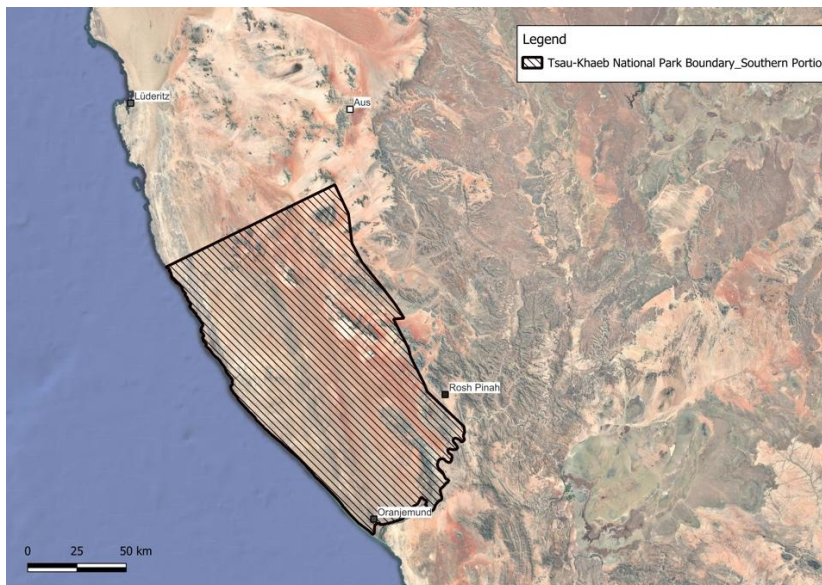 Legend
Tsau-Khaeb National Park Boundary_Southern Portio
Lüderitz
Aus
Rosh Pinah
Oranjemund
0 25 50 km